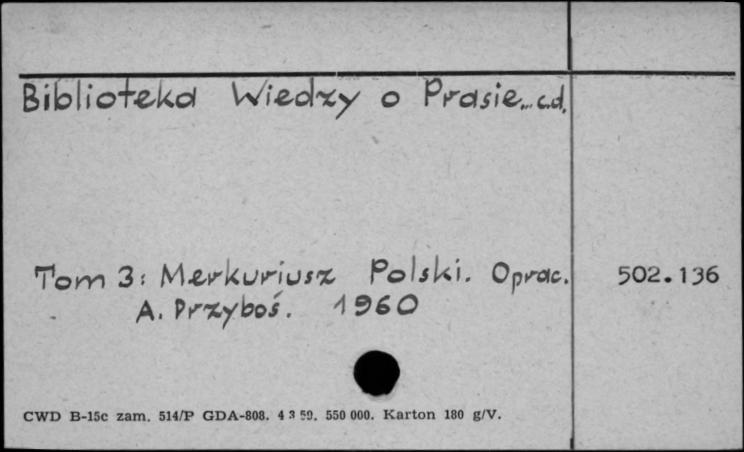 Biblioteka Wiedzy o Prasie... c.d.
Tom 3: Merkuriusz Polski. Oprac. 502.136
A. Przyboś. 1960
CWD B-15c zam. 514/P GDA-808. 4 3 59. 550 000. Karton 180 g/V.